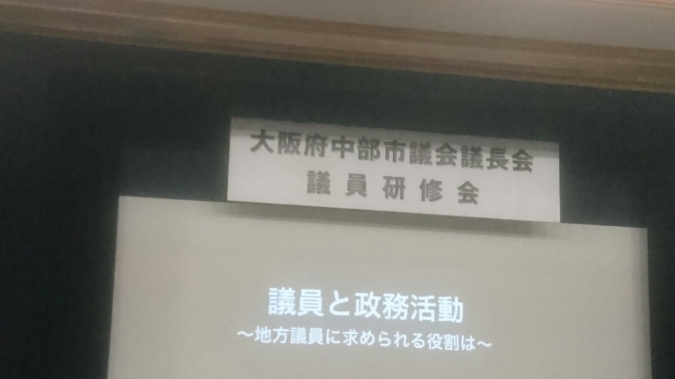 大阪府中部市議会議長会
議員研修会
議員と政務活動
～地方議員に求められる役割は～